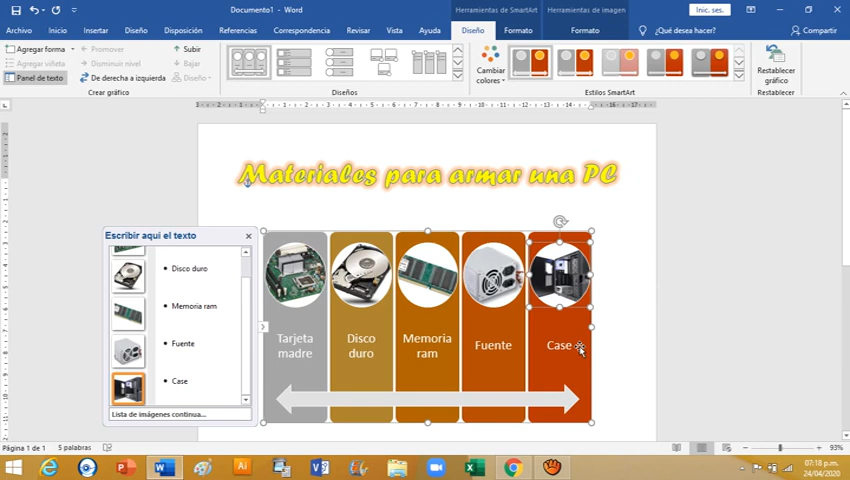 Documento1 - Word
Herramientas de SmartArt
Herramientas de imagen
Inic. ses.
Archivo Inicio Insertar Diseño Disposición Referencias Correspondencia Revisar Vista Ayuda Diseño Formato Formato ¿Qué desea hacer? Compartir
Agregar forma Promover Subir
Agregar viñeta Disminuir nivel Bajar
Panel de texto De derecha a izquierda Diseño
Cambiar colores
Restablecer gráfico
Crear gráfico Diseños Estilos SmartArt Restablecer
Materiales para armar una PC
Escribir aquí el texto
Disco duro
Memoria ram
Fuente
Case
Lista de imágenes continua...
Tarjeta madre
Disco duro
Memoria ram
Fuente
Case
Página 1 de 1 5 palabras
93%
07:18 p.m.
24/04/2020